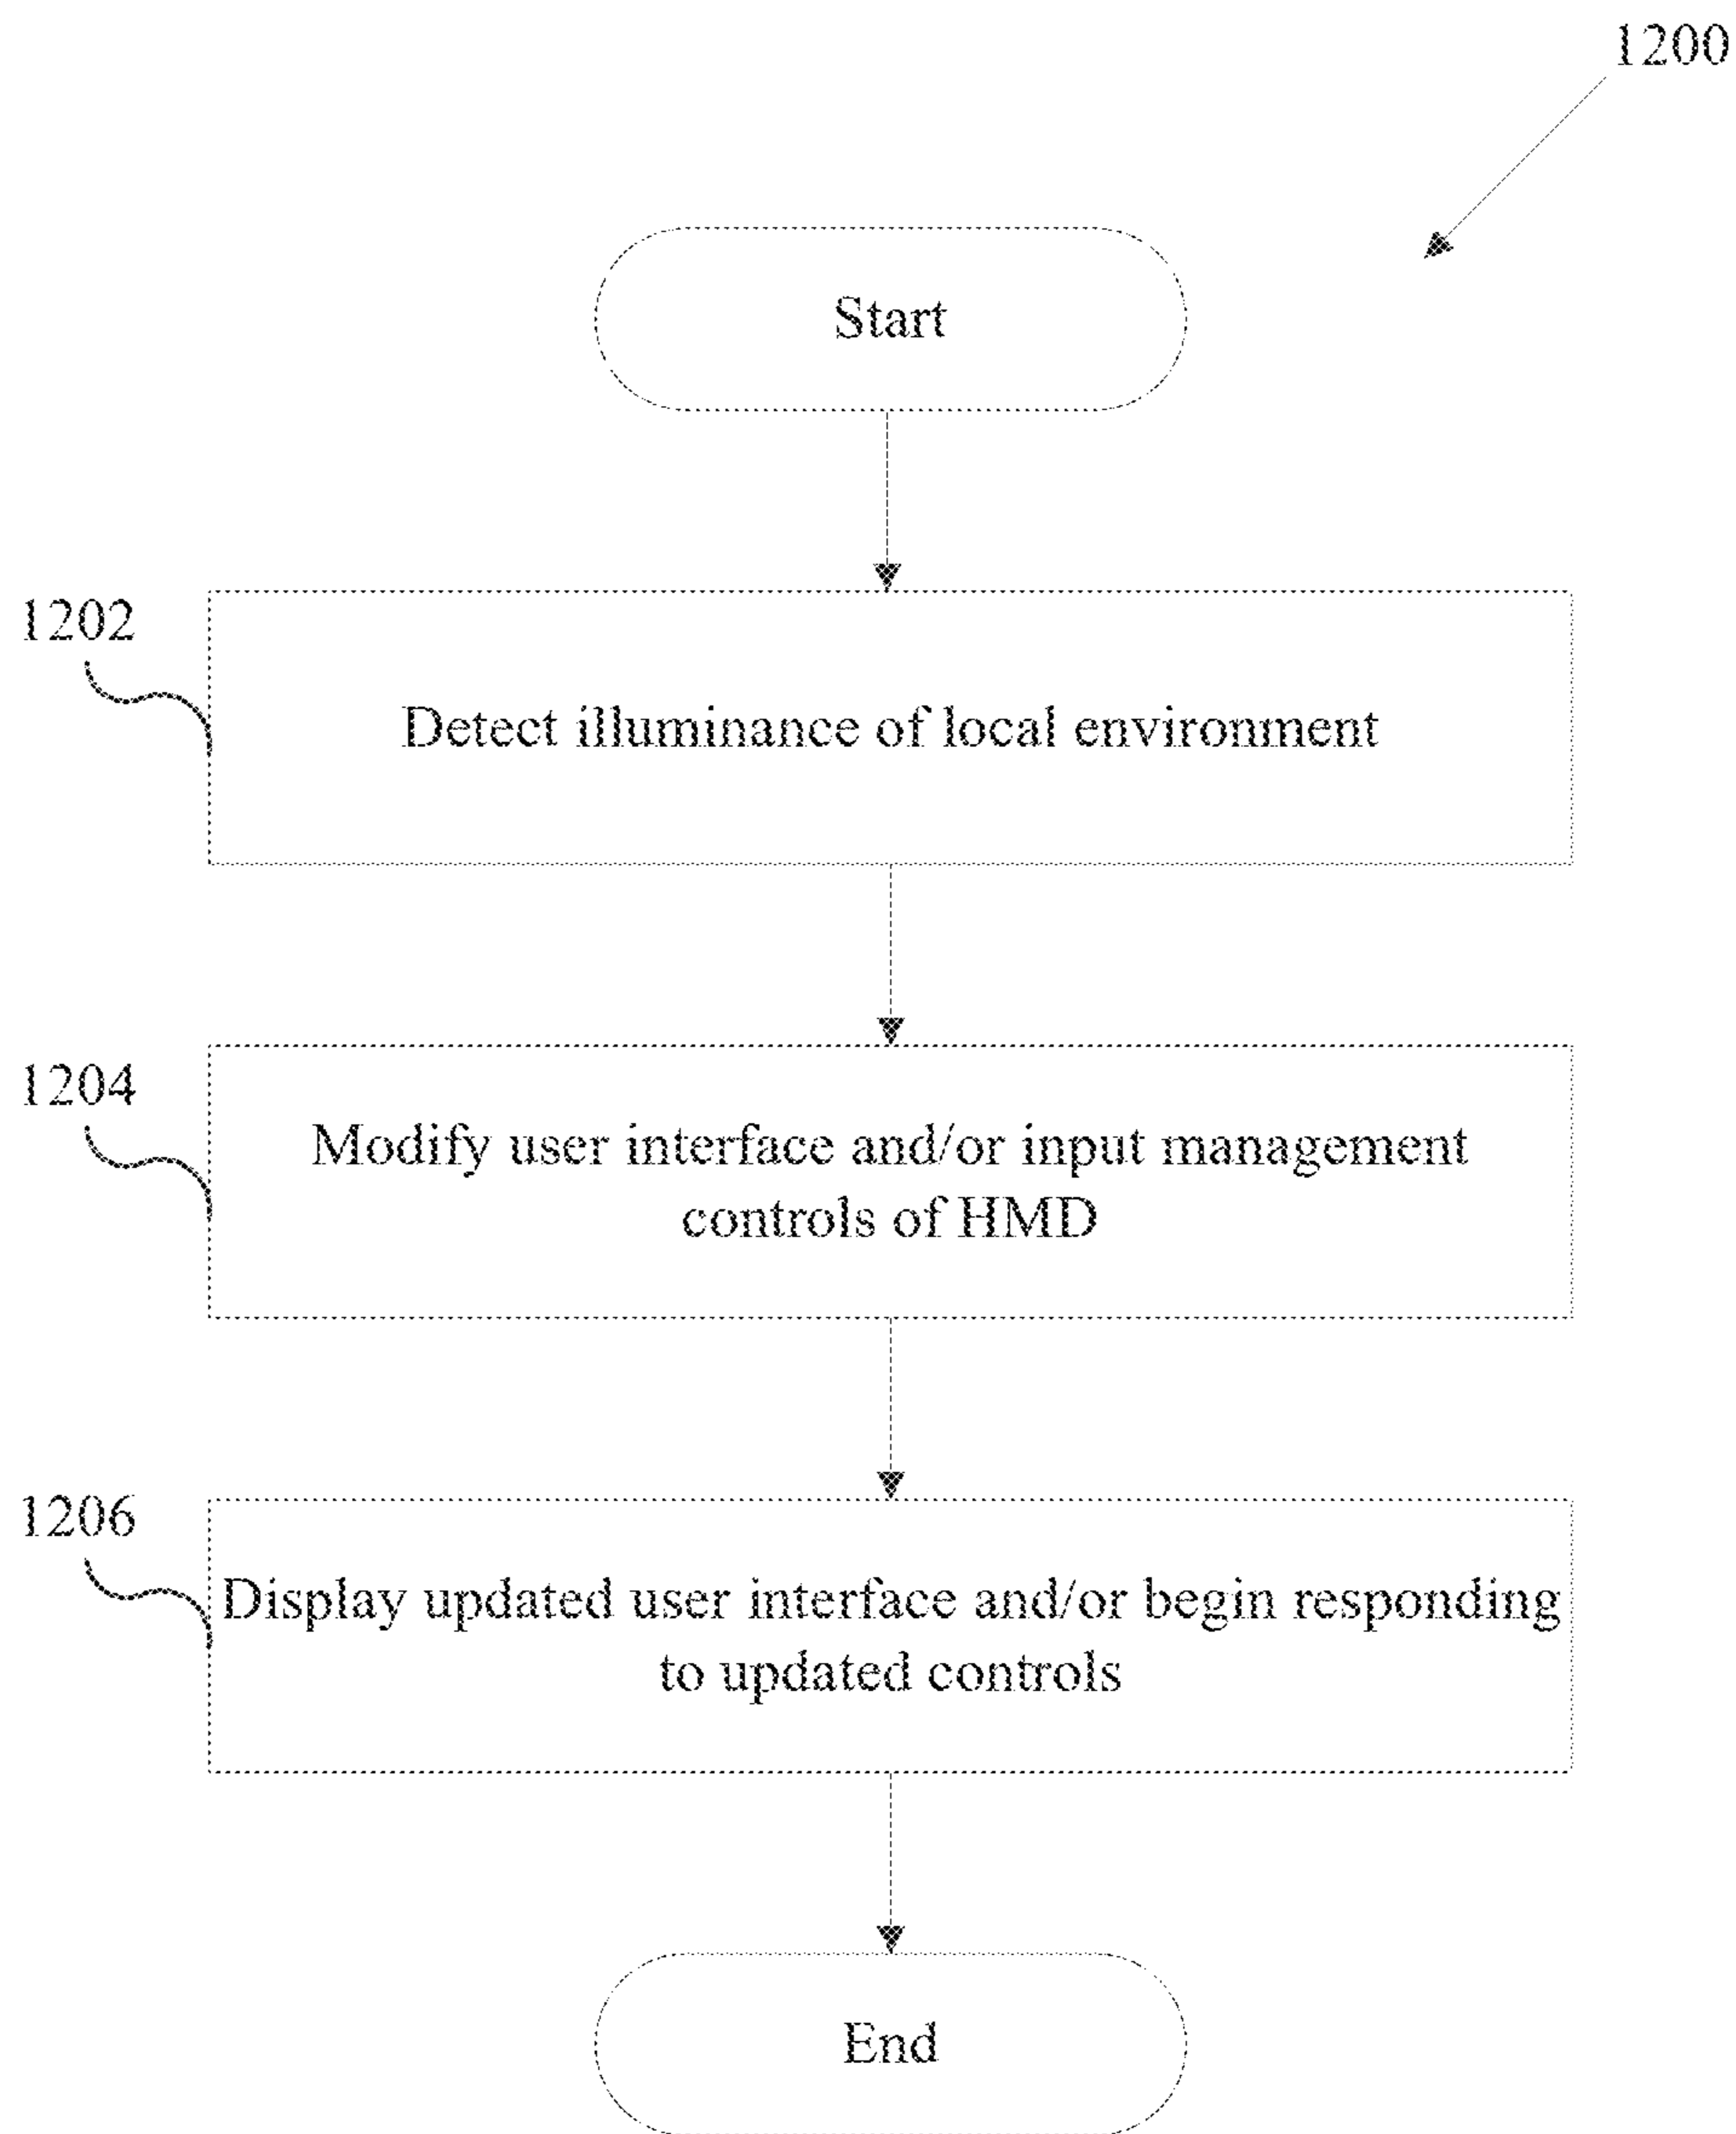 1200
Start
1202
Detect illuminance of local environment
1204
Modify user interface and/or input management
controls of HMD
1206
Display updated user interface and/or begin responding
to updated controls
End